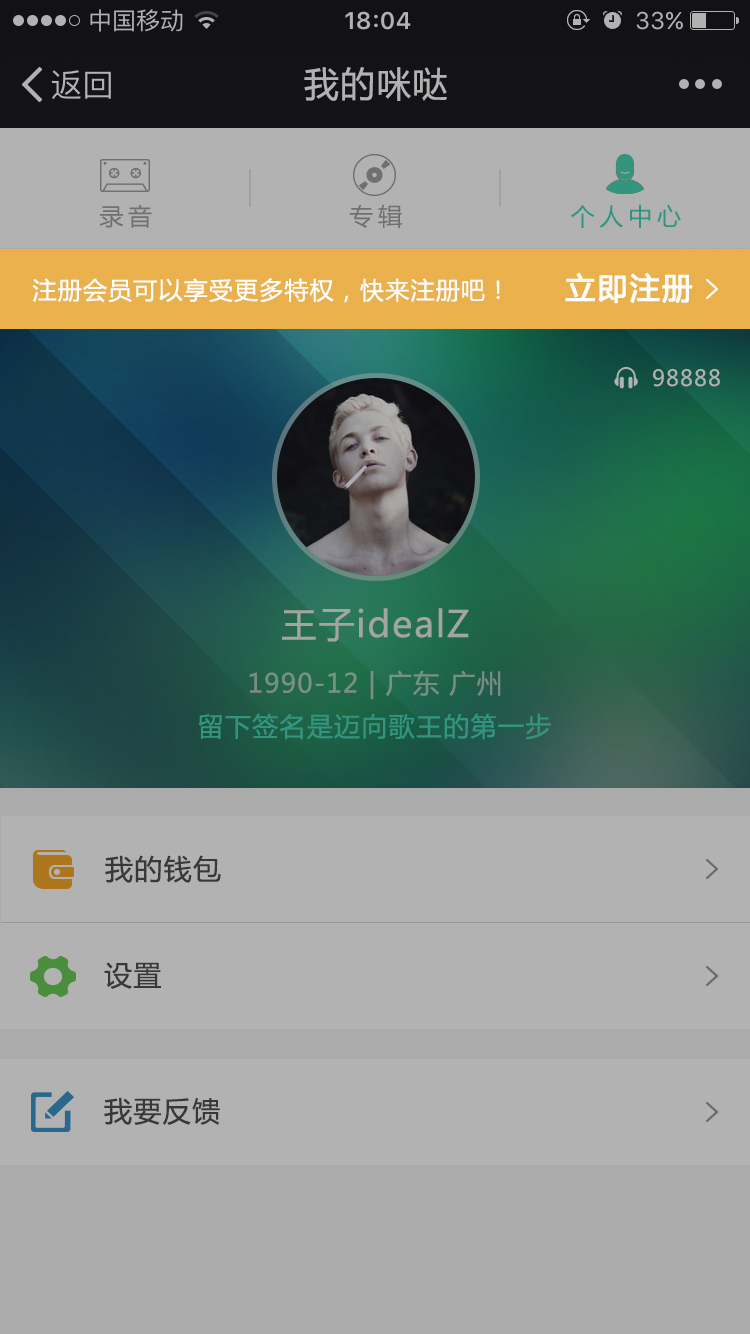 中国移动 18:04 33%
返回 我的咪哒
录音 专辑 个人中心
注册会员可以享受更多特权，快来注册吧！ 立即注册
98888
王子idealZ
1990-12 | 广东 广州
留下签名是迈向歌王的第一步
我的钱包
设置
我要反馈